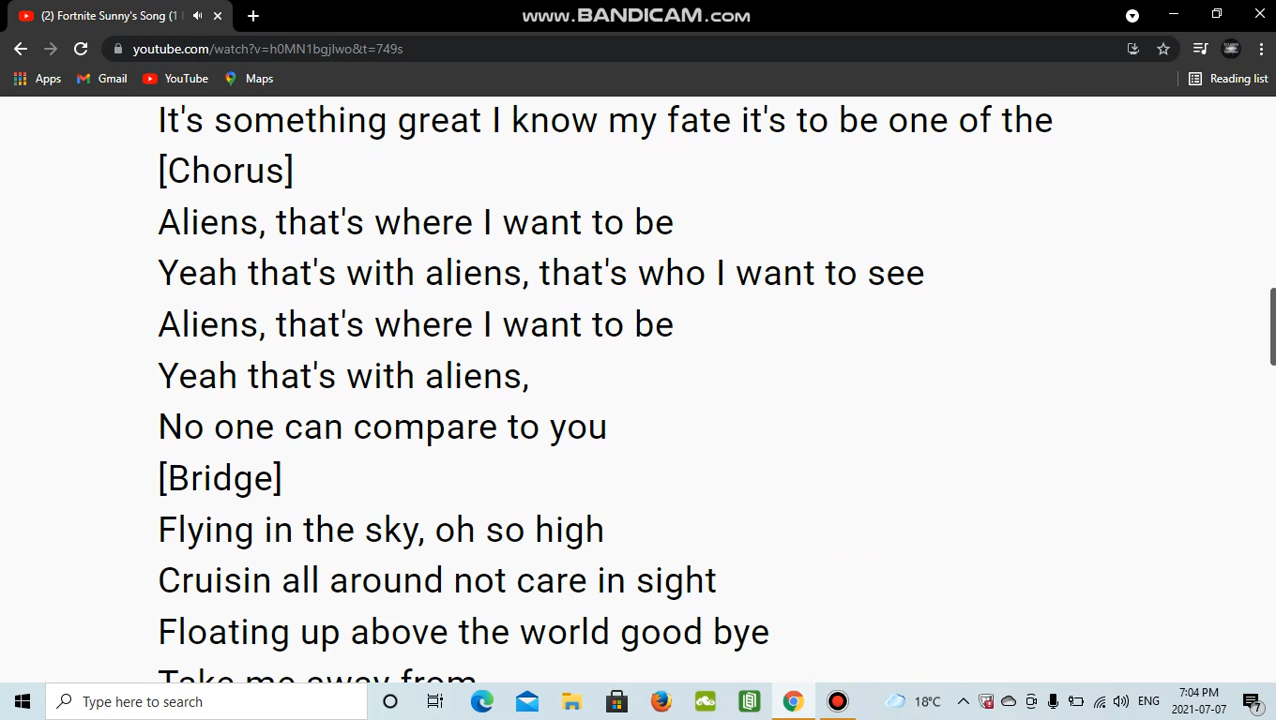 (2) Fortnite Sunny's Song (1
www.BANDICAM.com
youtube.com/watch?v=h0MN1bgjlwo&t=749s
Apps Gmail YouTube Maps Reading list
It's something great I know my fate it's to be one of the
[Chorus]
Aliens, that's where I want to be
Yeah that's with aliens, that's who I want to see
Aliens, that's where I want to be
Yeah that's with aliens,
No one can compare to you
[Bridge]
Flying in the sky, oh so high
Cruisin all around not care in sight
Floating up above the world good bye
Take me away from
Type here to search
18°C ENG 7:04 PM
2021-07-07 7